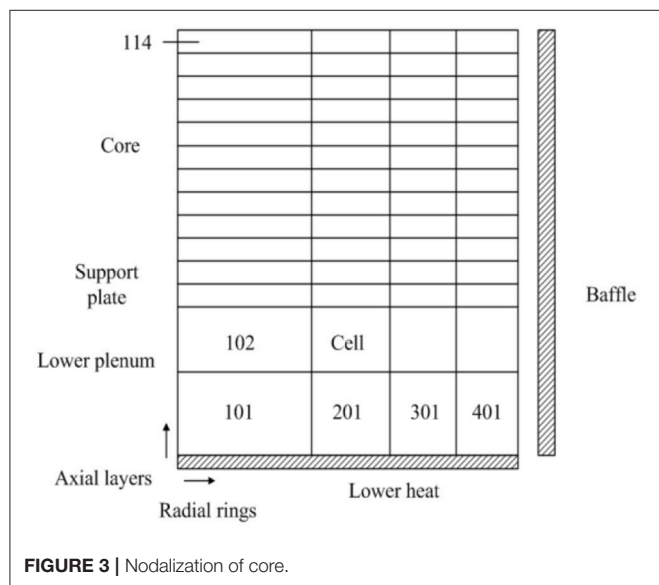 114
Core
Support
plate
Baffle
102 Cell
Lower plenum
101 201 301 401
Axial layers
Lower heat
Radial rings
FIGURE 3 | Nodalization of core.